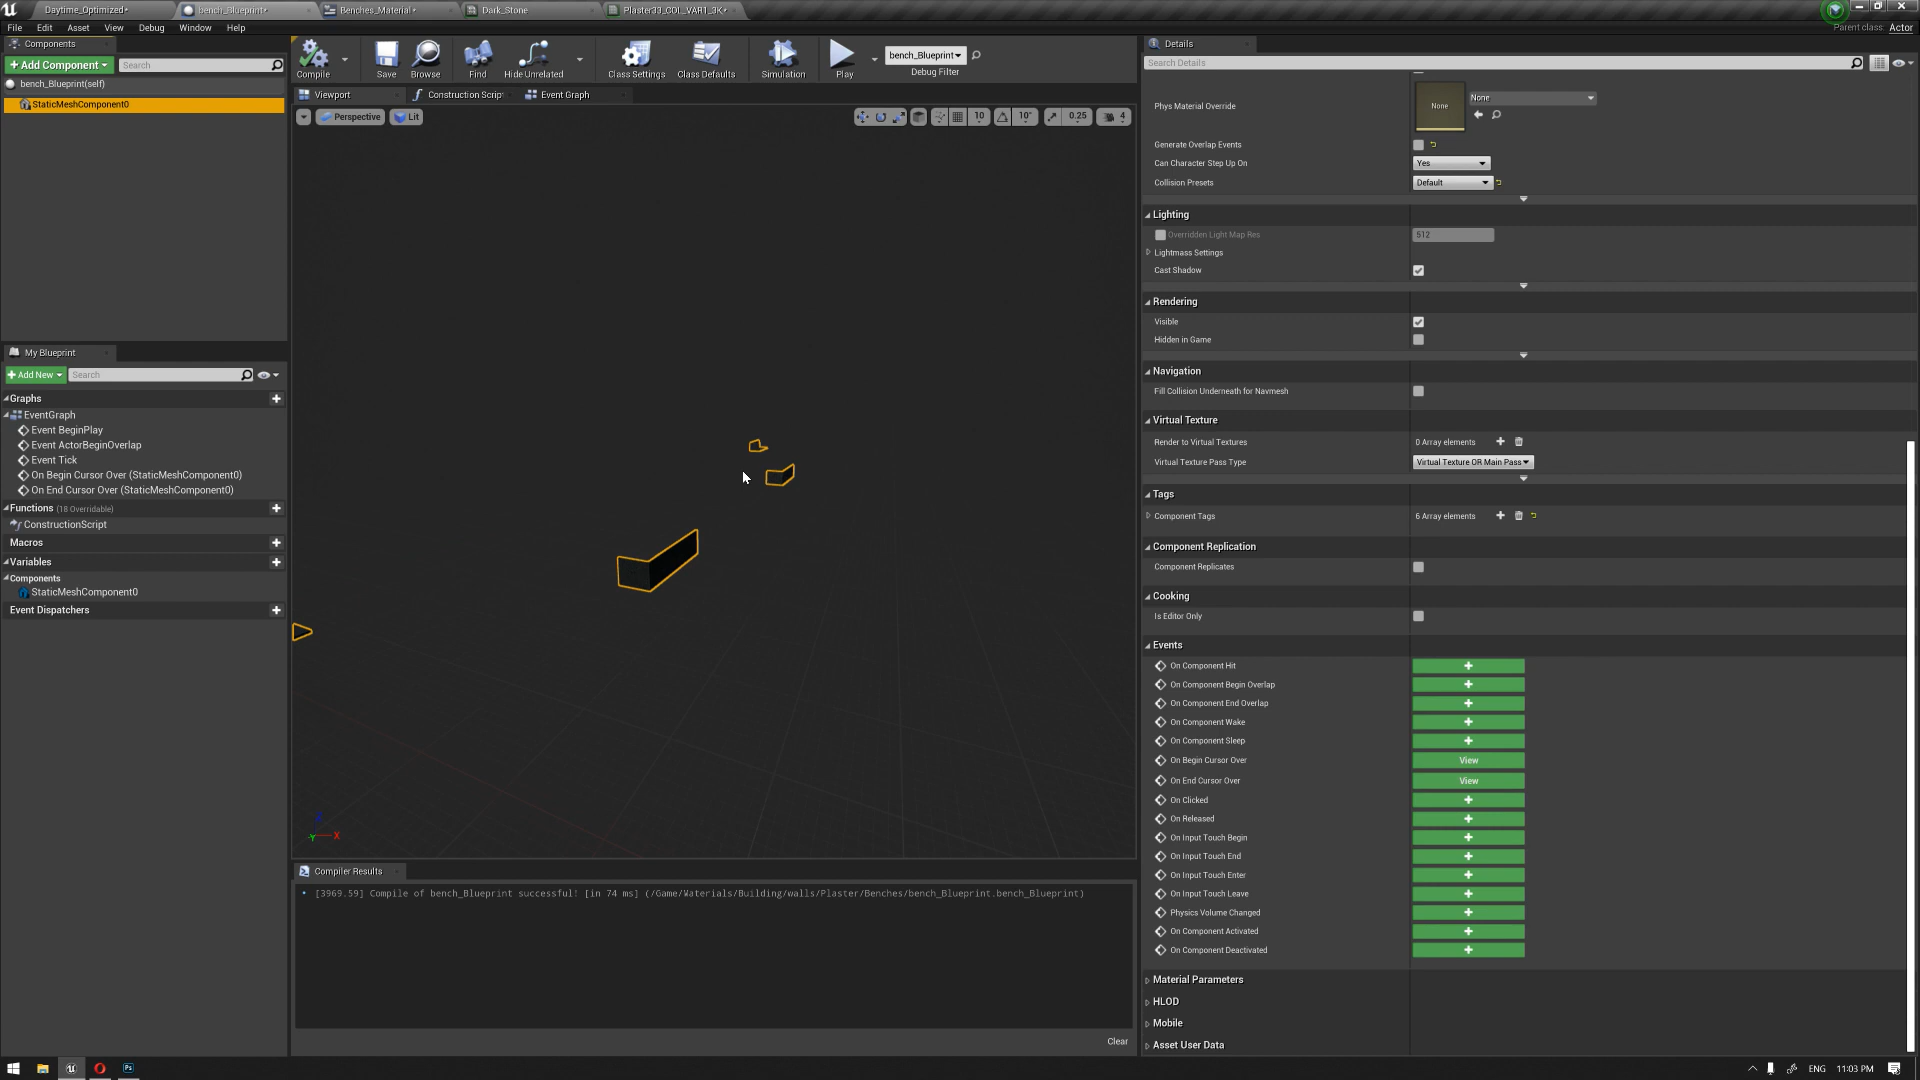 Daytime_Optimized*
bench_Blueprint*
Benches_Material*
Dark_Stone
Plaster33_COL_VAR1_3K*
File Edit Asset View Debug Window Help
Parent class: Actor
Components
+ Add Component
Search
bench_Blueprint(self)
StaticMeshComponent0
Compile
Save
Browse
Find
Hide Unrelated
Class Settings
Class Defaults
Simulation
Play
bench_Blueprint
Debug Filter
Viewport
Construction Scrip
Event Graph
Perspective
Lit
10
10°
0.25
4
My Blueprint
+ Add New
Search
Graphs
EventGraph
Event BeginPlay
Event ActorBeginOverlap
Event Tick
On Begin Cursor Over (StaticMeshComponent0)
On End Cursor Over (StaticMeshComponent0)
Functions (18 Overridable)
ConstructionScript
Macros
Variables
Components
StaticMeshComponent0
Event Dispatchers
Z
Y
X
Compiler Results
[3969.59] Compile of bench_Blueprint successful! [in 74 ms] (/Game/Materials/Building/walls/Plaster/Benches/bench_Blueprint.bench_Blueprint)
Clear
Details
Search Details
Phys Material Override
None
None
Generate Overlap Events
Can Character Step Up On
Yes
Collision Presets
Default
Lighting
Overridden Light Map Res
512
Lightmass Settings
Cast Shadow
Rendering
Visible
Hidden in Game
Navigation
Fill Collision Underneath for Navmesh
Virtual Texture
Render to Virtual Textures
0 Array elements
Virtual Texture Pass Type
Virtual Texture OR Main Pass
Tags
Component Tags
6 Array elements
Component Replication
Component Replicates
Cooking
Is Editor Only
Events
On Component Hit
On Component Begin Overlap
On Component End Overlap
On Component Wake
On Component Sleep
On Begin Cursor Over
View
On End Cursor Over
View
On Clicked
On Released
On Input Touch Begin
On Input Touch End
On Input Touch Enter
On Input Touch Leave
Physics Volume Changed
On Component Activated
On Component Deactivated
Material Parameters
HLOD
Mobile
Asset User Data
Ps
ENG
11:03 PM